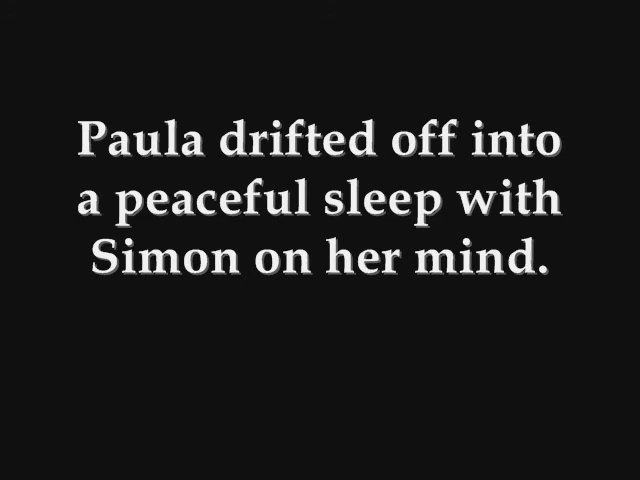 Paula drifted off into
a peaceful sleep with
Simon on her mind.